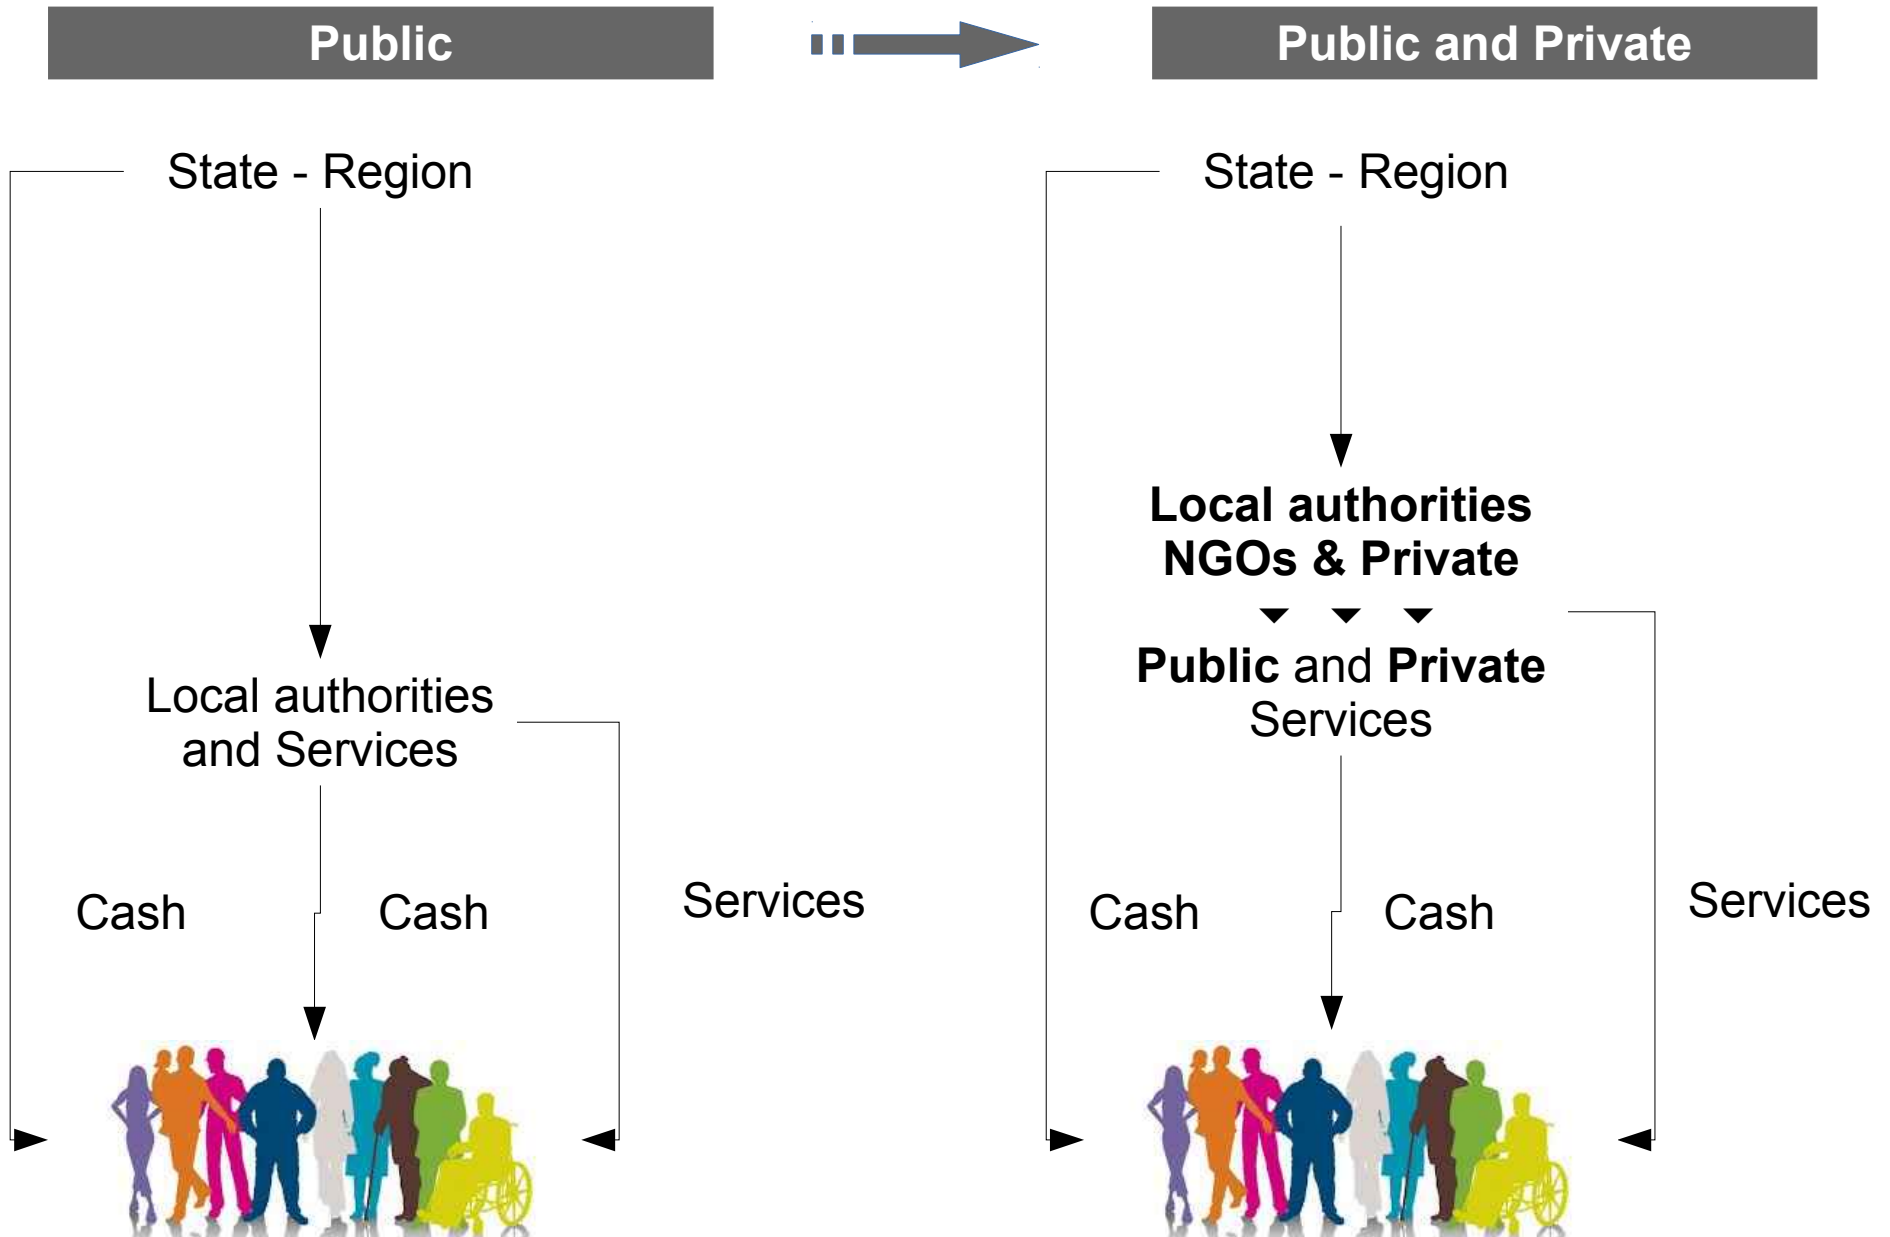 Public
State - Region
Local authorities
and Services
Cash
Cash
Services
Public and Private
State - Region
Local authorities
NGOs & Private
Public and Private
Services
Cash
Cash
Services